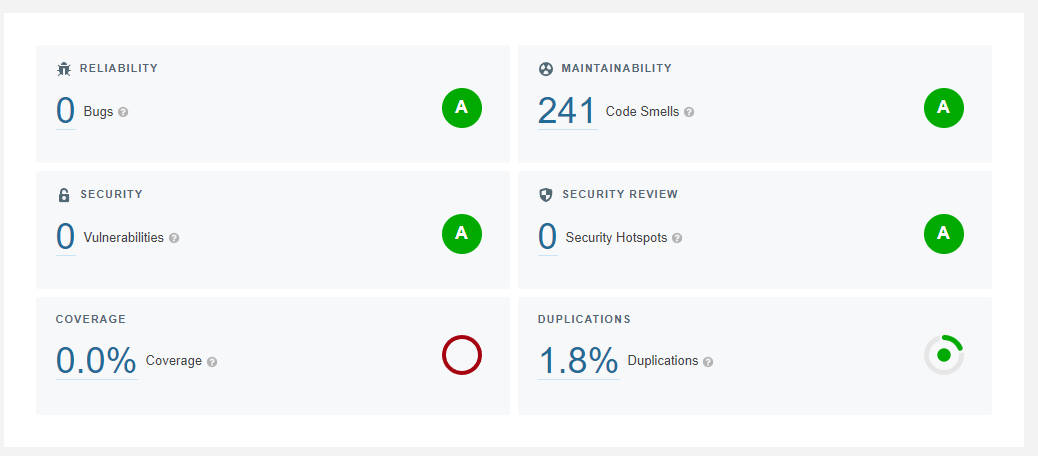 RELIABILITY
0 Bugs ?
A
MAINTAINABILITY
241 Code Smells ?
A
SECURITY
0 Vulnerabilities ?
A
SECURITY REVIEW
0 Security Hotspots ?
A
COVERAGE
0.0% Coverage ?
DUPLICATIONS
1.8% Duplications ?